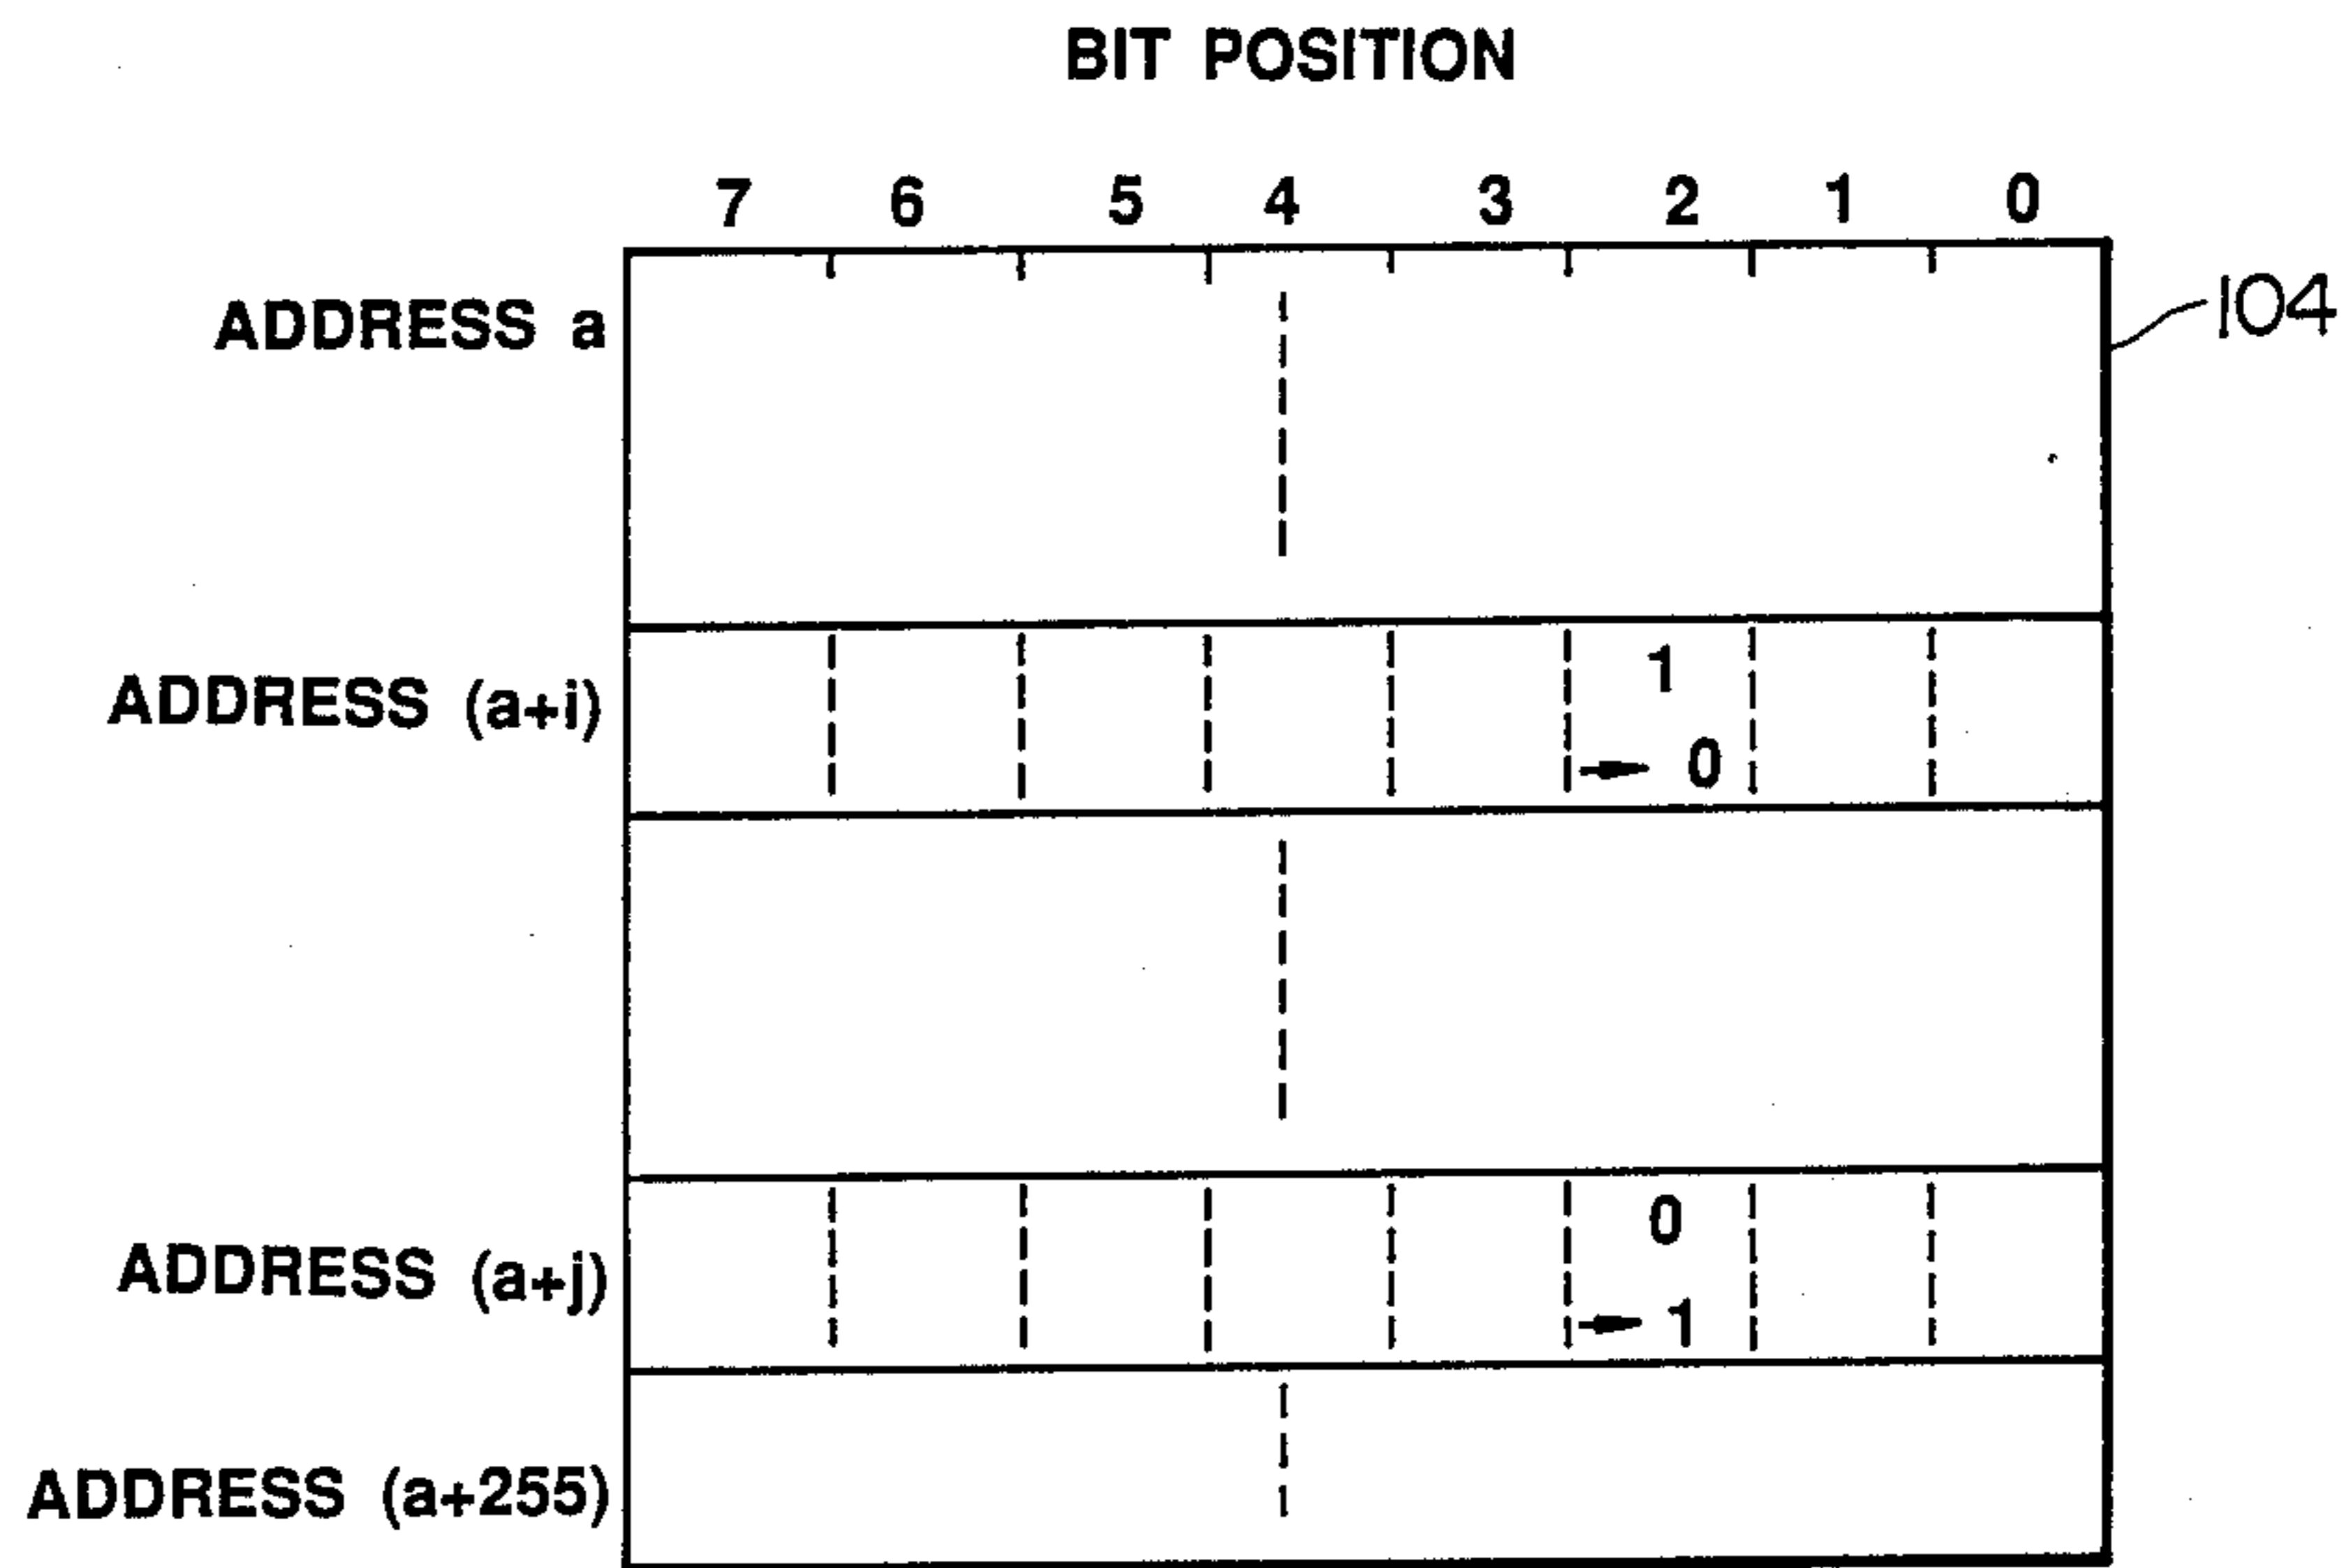 BIT POSITION
7 6 5 4 3 2 1 0
ADDRESS a
104
ADDRESS (a+i)
1
→ 0
ADDRESS (a+j)
0
→ 1
ADDRESS (a+255)